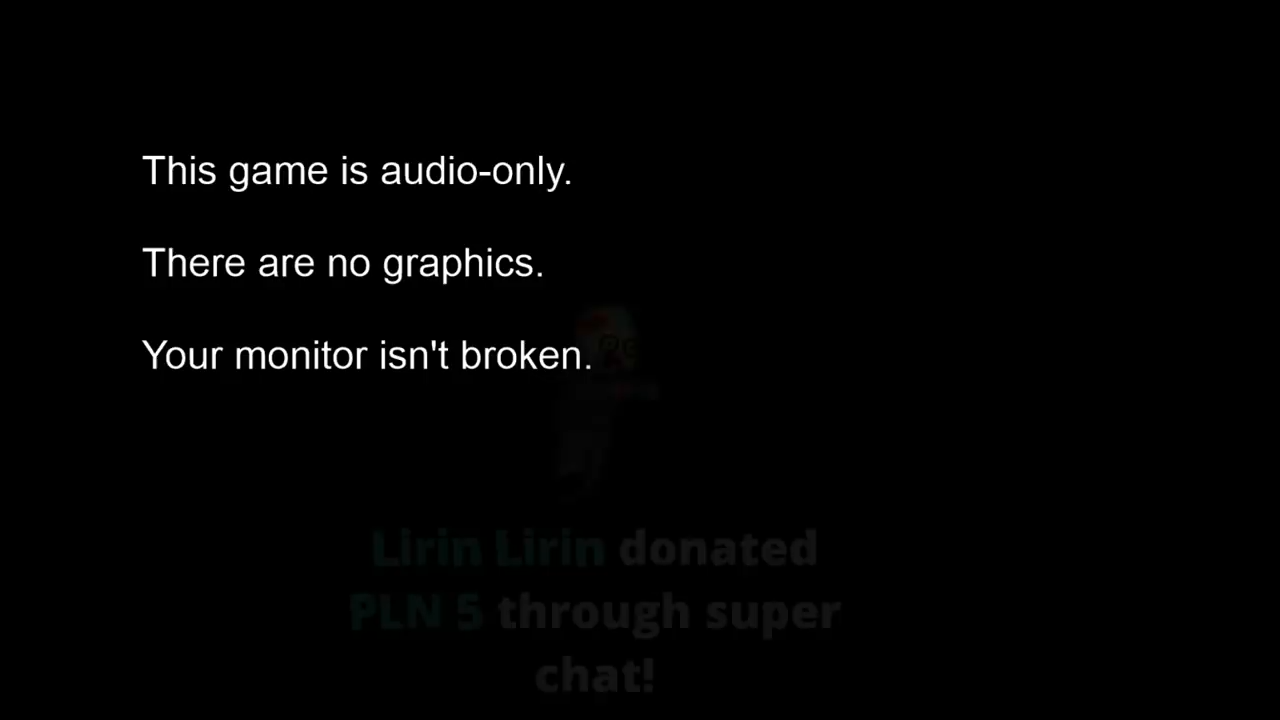 This game is audio-only.
There are no graphics.
Your monitor isn't broken.
Lirin Lirin donated
PLN 5 through super
chat!